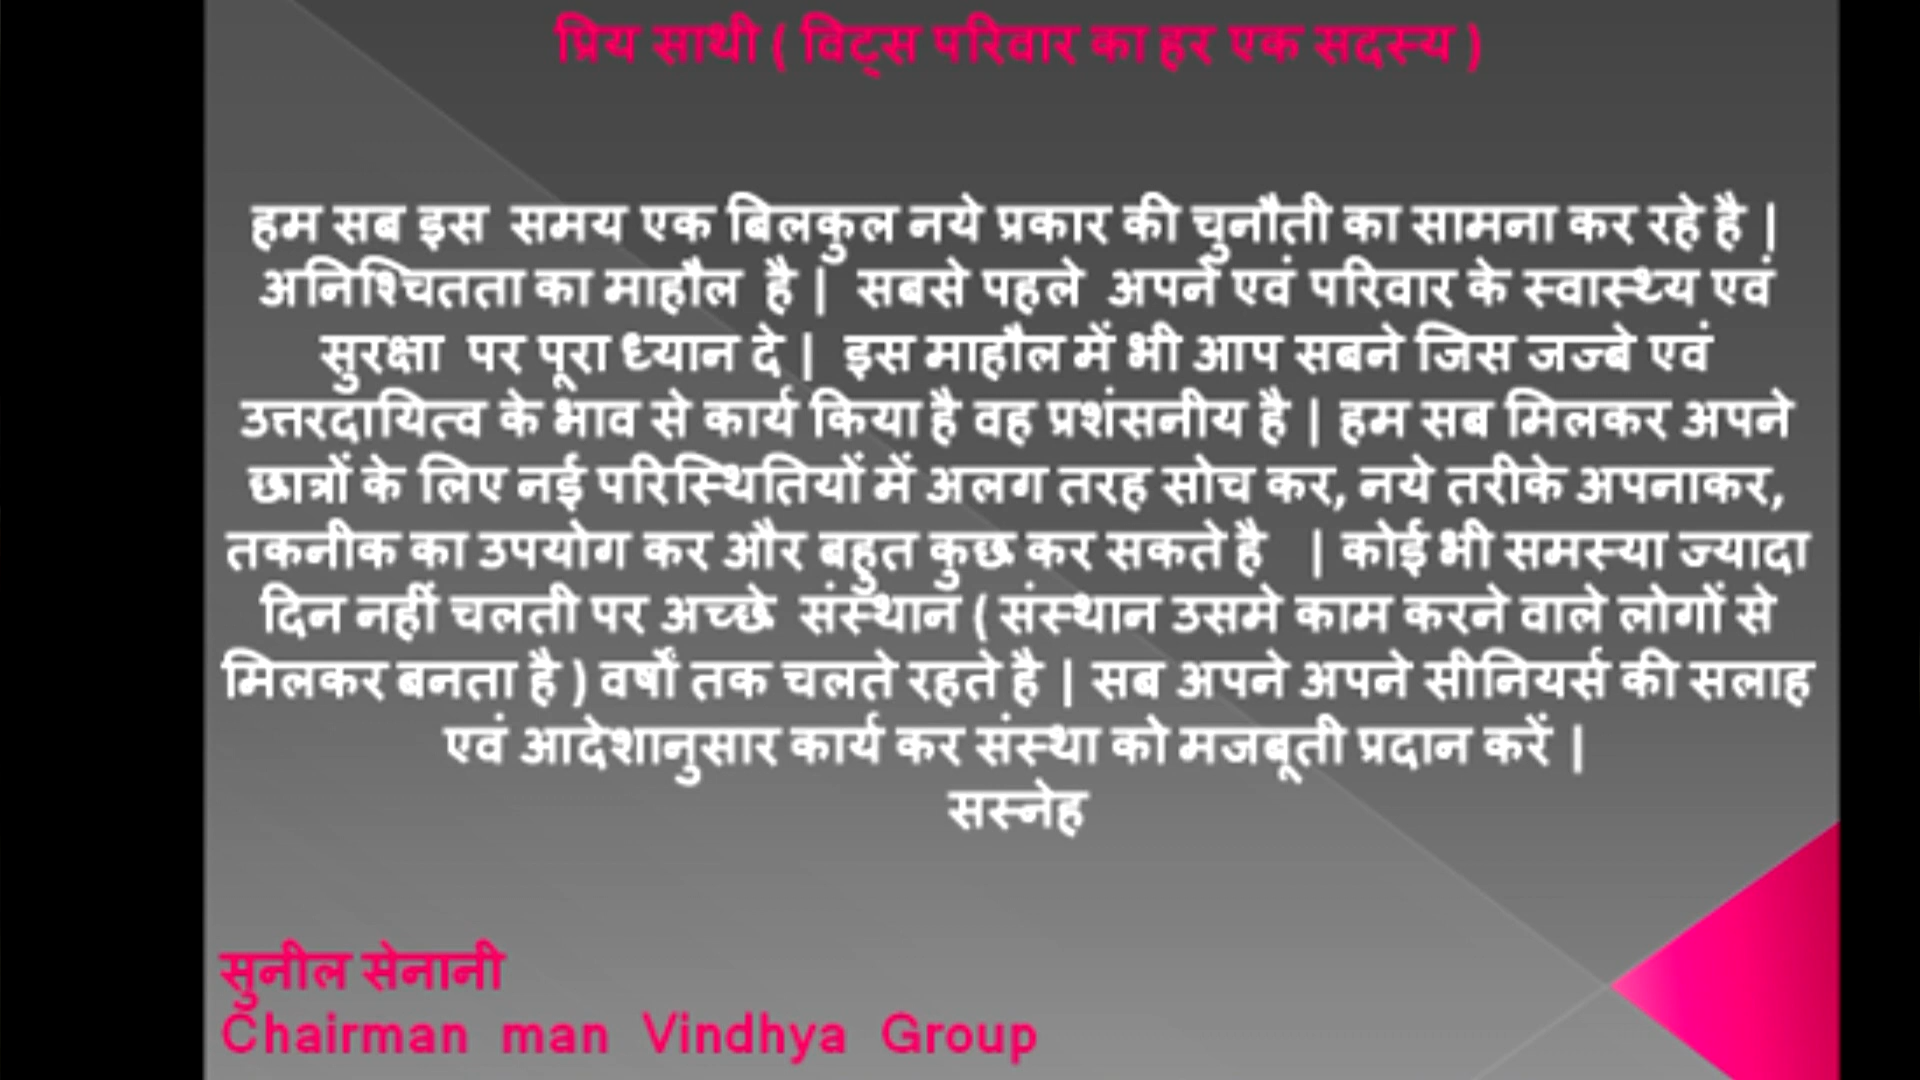 प्रिय साथी ( विट्स परिवार का हर एक सदस्य )
हम सब इस समय एक बिलकुल नये प्रकार की चुनौती का सामना कर रहे है |
अनिश्चितता का माहौल है | सबसे पहले अपने एवं परिवार के स्वास्थ्य एवं
सुरक्षा पर पूरा ध्यान दे | इस माहौल में भी आप सबने जिस जज्बे एवं
उत्तरदायित्व के भाव से कार्य किया है वह प्रशंसनीय है | हम सब मिलकर अपने
छात्रों के लिए नई परिस्थितियों में अलग तरह सोच कर, नये तरीके अपनाकर,
तकनीक का उपयोग कर और बहुत कुछ कर सकते है | कोई भी समस्या ज्यादा
दिन नहीं चलती पर अच्छे संस्थान ( संस्थान उसमे काम करने वाले लोगों से
मिलकर बनता है ) वर्षों तक चलते रहते है | सब अपने अपने सीनियर्स की सलाह
एवं आदेशानुसार कार्य कर संस्था को मजबूती प्रदान करें |
सस्नेह
सुनील सेनानी
Chairman man Vindhya Group